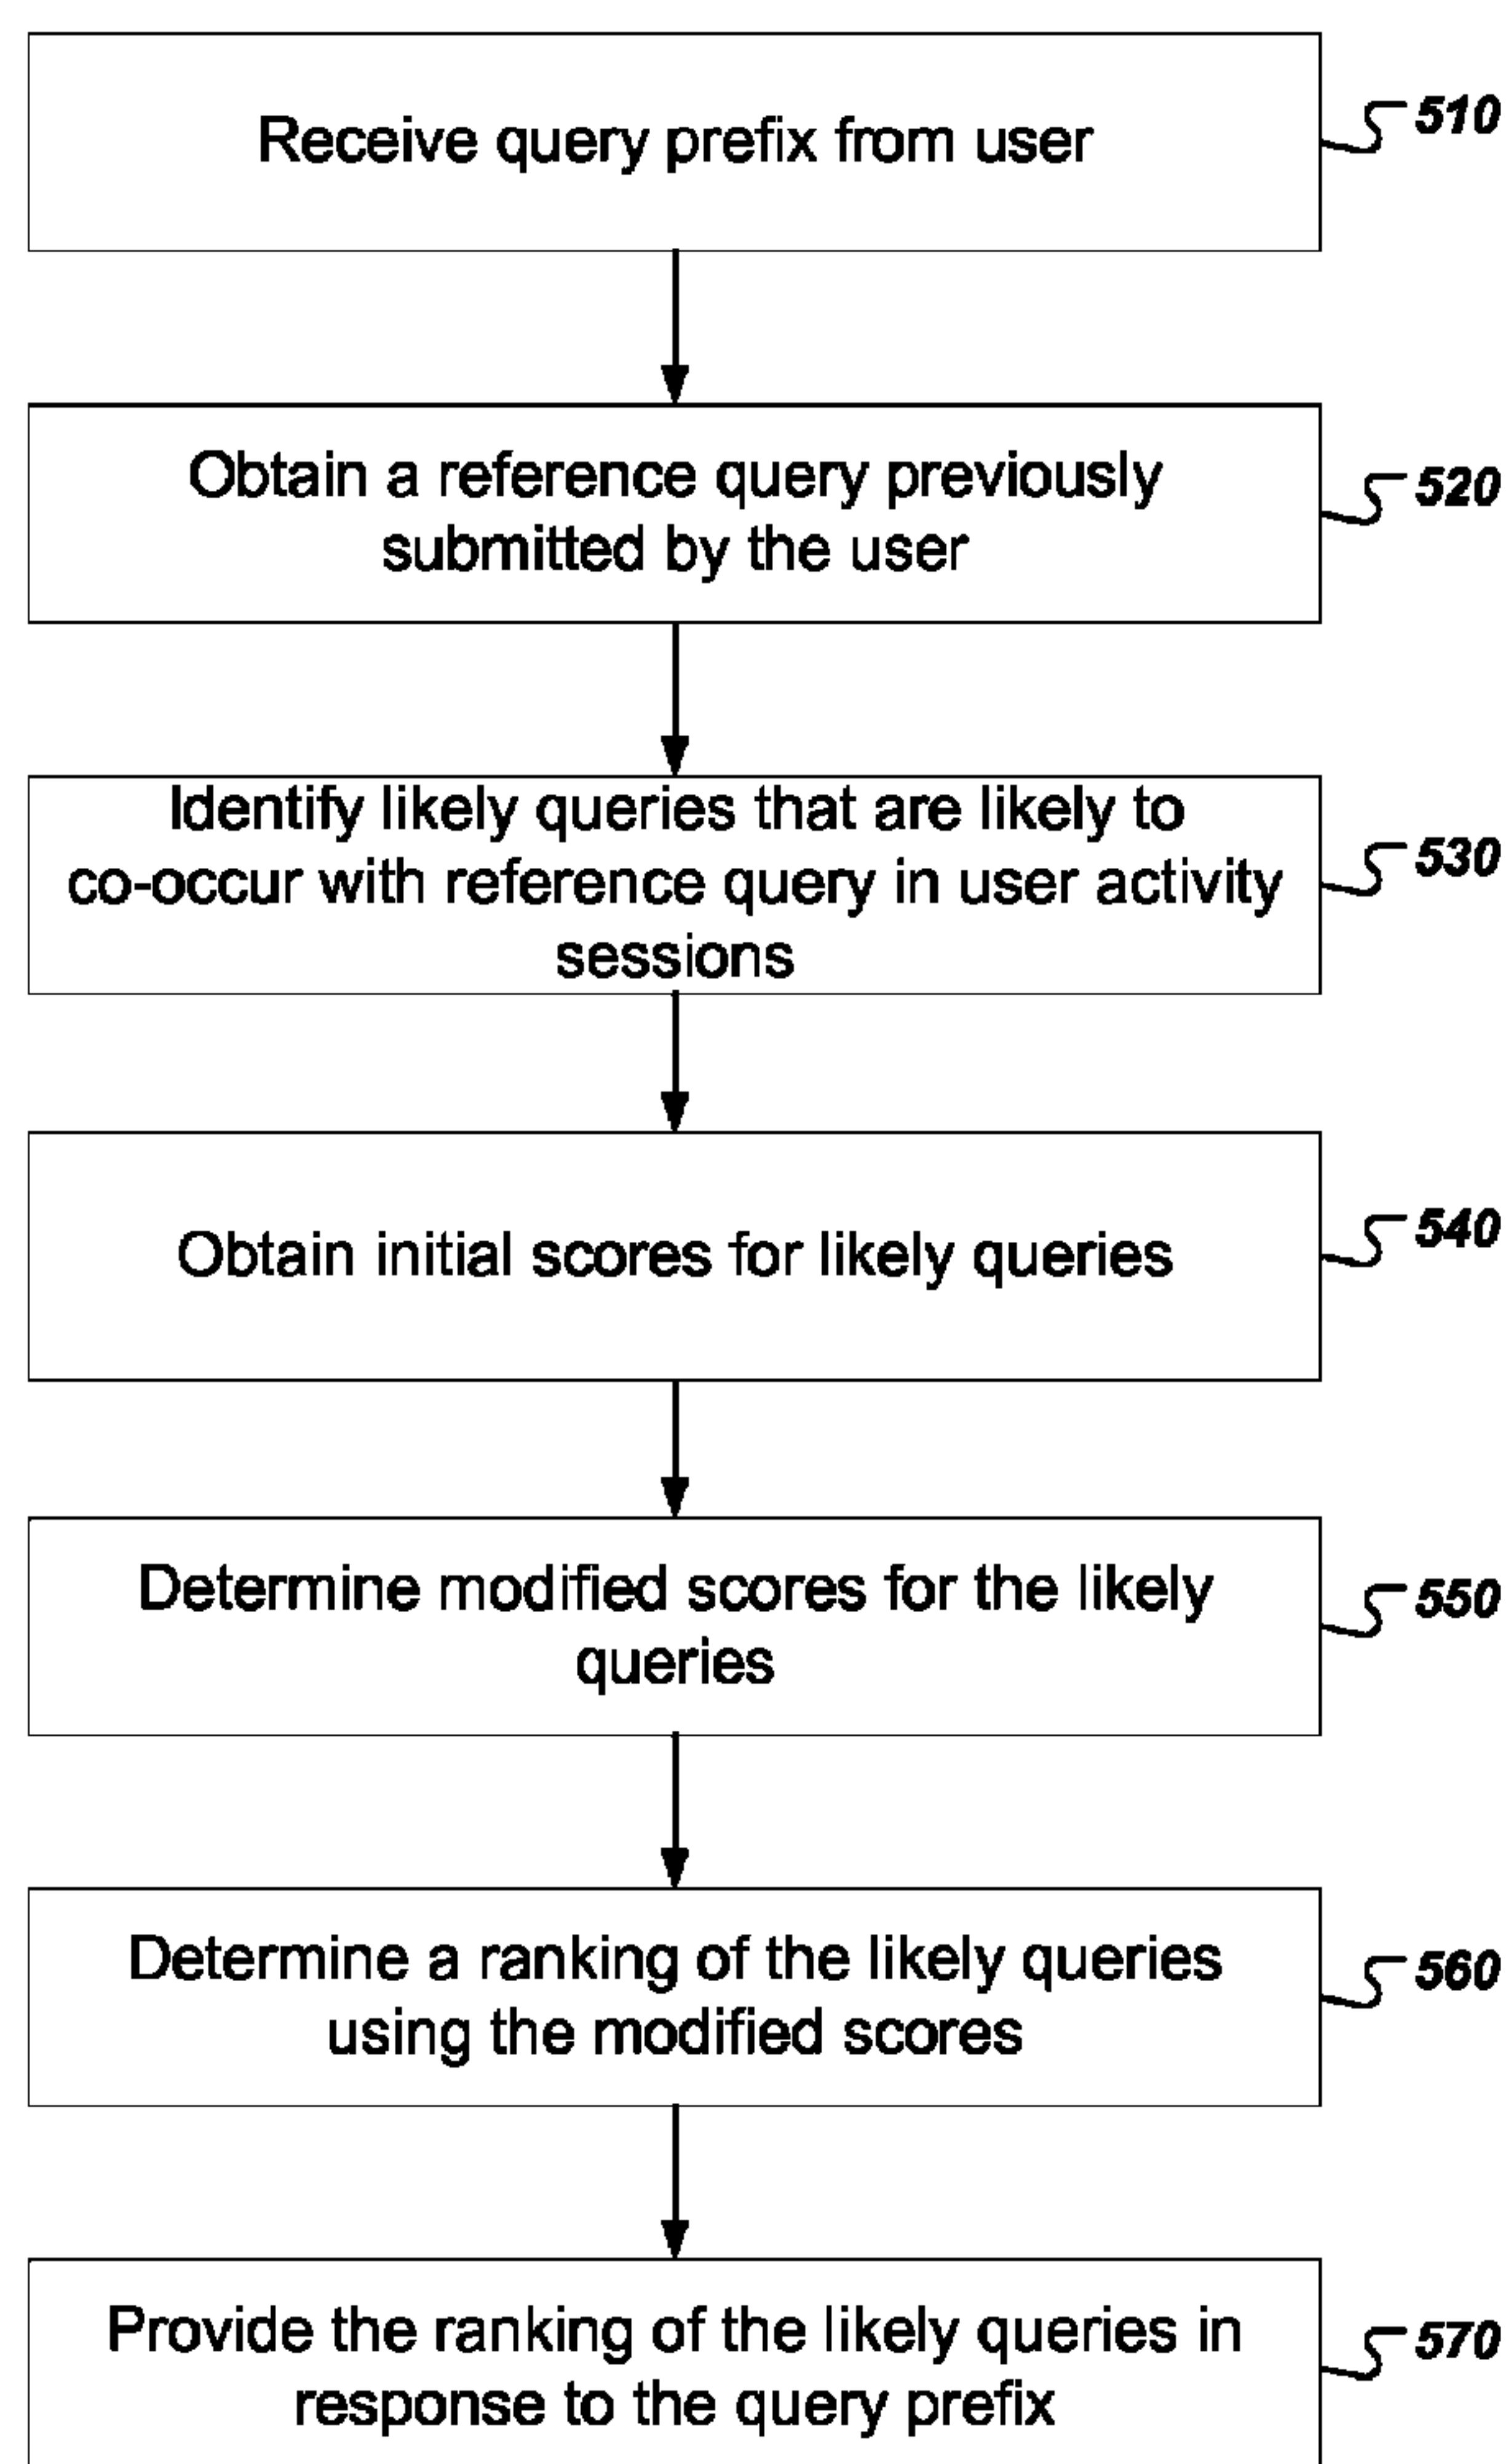 Receive query prefix from user
510
Obtain a reference query previously
submitted by the user
520
Identify likely queries that are likely to
co-occur with reference query in user activity
sessions
530
Obtain initial scores for likely queries
540
Determine modified scores for the likely
queries
550
Determine a ranking of the likely queries
using the modified scores
560
Provide the ranking of the likely queries in
response to the query prefix
570